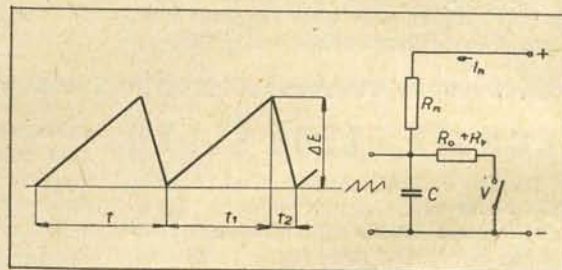 ΔE
t
t₁
t₂
Iₙ
+
Rₙ
R₀ + Rᵥ
C
V
-